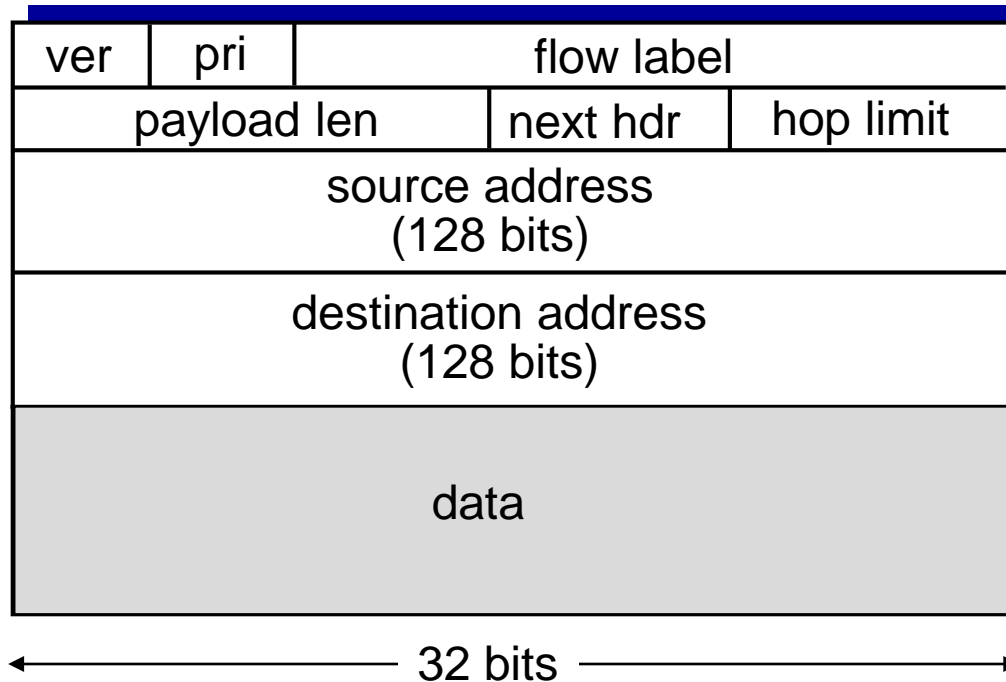 ver pri flow label
payload len next hdr hop limit
source address
(128 bits)
destination address
(128 bits)
data
32 bits